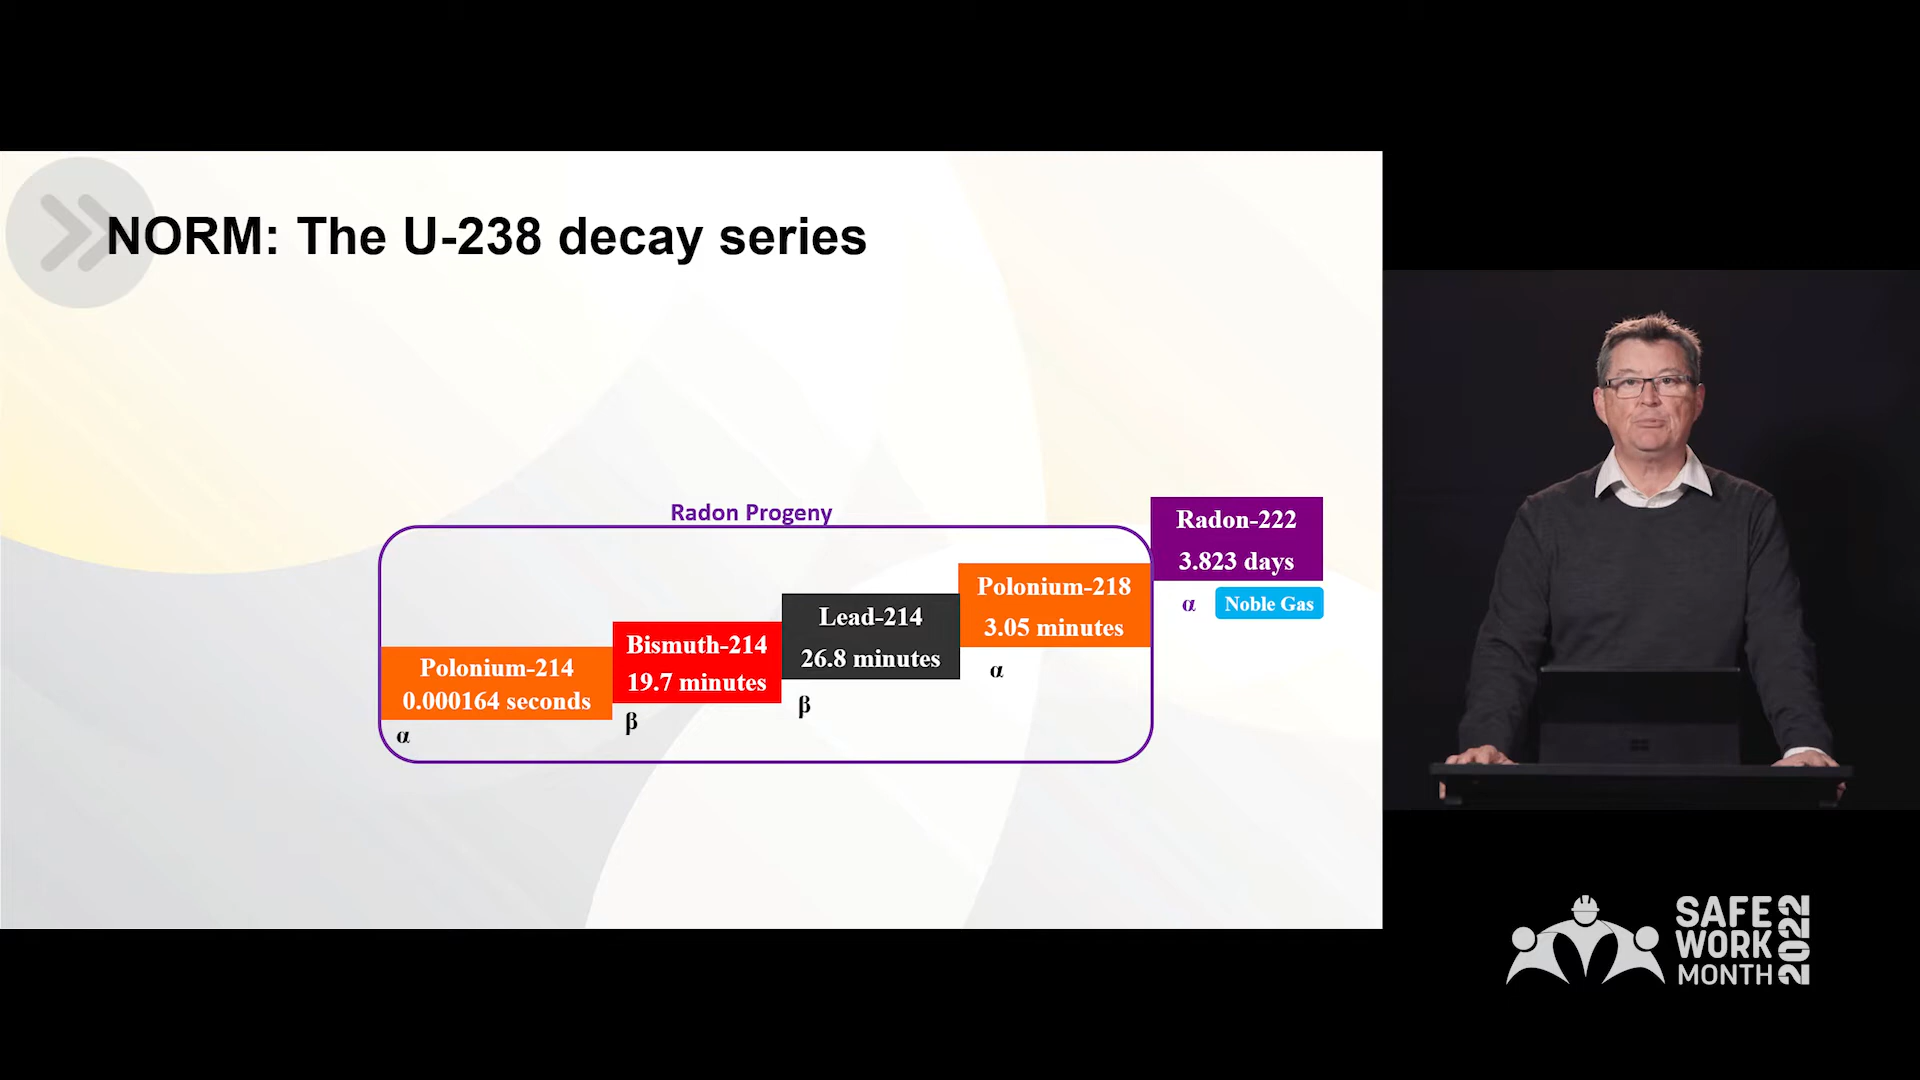 NORM: The U-238 decay series
Radon Progeny
Radon-222
3.823 days
α
Noble Gas
Polonium-218
3.05 minutes
α
Lead-214
26.8 minutes
β
Bismuth-214
19.7 minutes
β
Polonium-214
0.000164 seconds
α
SAFE
WORK
MONTH
2022